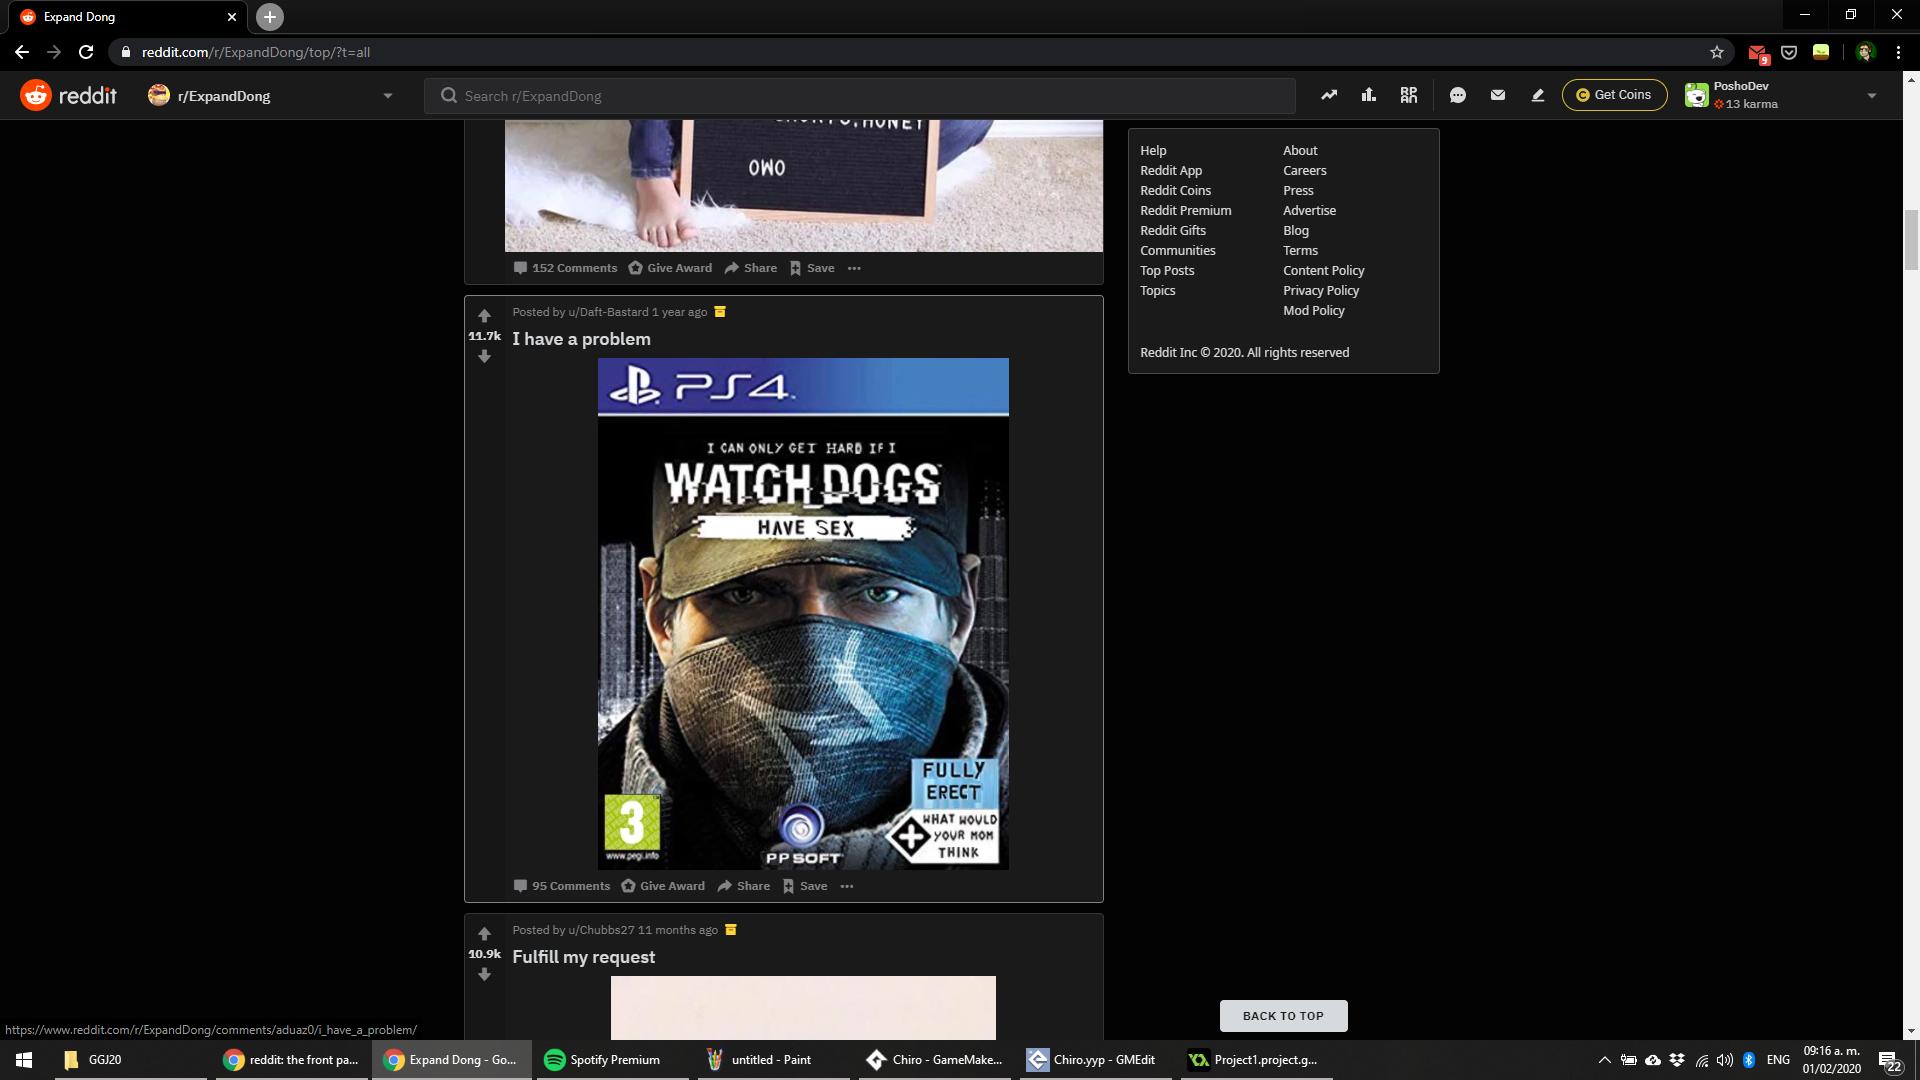 Expand Dong
reddit.com/r/ExpandDong/top/?t=all
9
reddit
r/ExpandDong
Search r/ExpandDong
Get Coins
PoshoDev
13 karma
OWO
152 Comments
Give Award
Share
Save
Posted by u/Daft-Bastard 1 year ago
11.7k
I have a problem
PS4
I CAN ONLY GET HARD IF I
WATCH_DOGS
HAVE SEX
FULLY
ERECT
WHAT WOULD
YOUR MOM
THINK
3
www.pegi.info
PPSOFT
95 Comments
Give Award
Share
Save
Posted by u/Chubbs27 11 months ago
10.9k
Fulfill my request
Help
About
Reddit App
Careers
Reddit Coins
Press
Reddit Premium
Advertise
Reddit Gifts
Blog
Communities
Terms
Top Posts
Content Policy
Topics
Privacy Policy
Mod Policy
Reddit Inc © 2020. All rights reserved
BACK TO TOP
https://www.reddit.com/r/ExpandDong/comments/aduaz0/i_have_a_problem/
GGJ20
reddit: the front pa...
Expand Dong - Go...
Spotify Premium
untitled - Paint
Chiro - GameMake...
Chiro.yyp - GMEdit
Project1.project.g...
ENG
09:16 a. m.
01/02/2020
22